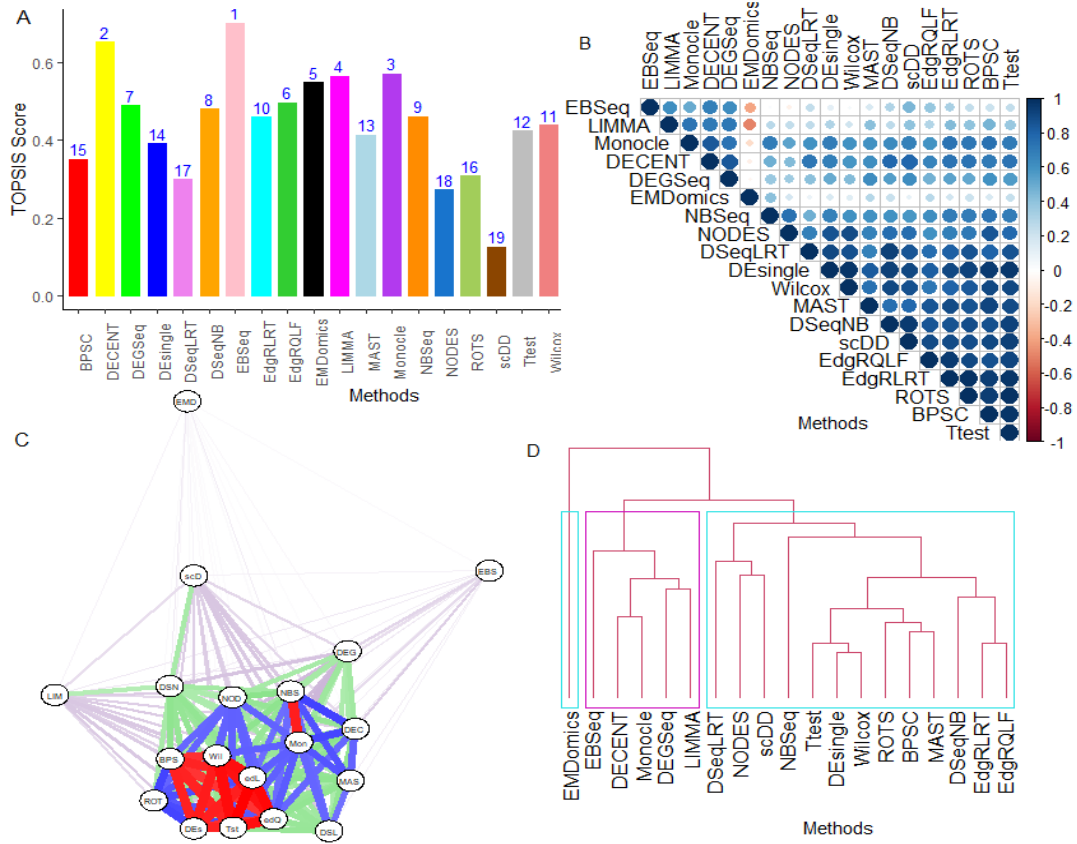 A
TOPSIS Score
0.6
0.4
0.2
0.0
15
2
7
14
17
8
1
10
6
5
4
13
3
9
18
16
19
12
11
BPSC
DECENT
DEGSeq
DEsingle
DSeqLRT
DSeqNB
EBSeq
EdgRLRT
EdgRQLF
EMDomics
LIMMA
MAST
Monocle
NBSeq
NODES
ROTS
scDD
Ttest
Wilcox
Methods
B
EBSeq
LIMMA
Monocle
DECENT
DEGSeq
EMDomics
NBSeq
NODES
DSeqLRT
DEsingle
Wilcox
MAST
DSeqNB
scDD
EdgRQLF
EdgRLRT
ROTS
BPSC
Ttest
EBSeq
LIMMA
Monocle
DECENT
DEGSeq
EMDomics
NBSeq
NODES
DSeqLRT
DEsingle
Wilcox
MAST
DSeqNB
scDD
EdgRQLF
EdgRLRT
ROTS
BPSC
Ttest
Methods
1
0.8
0.6
0.4
0.2
0
-0.2
-0.4
-0.6
-0.8
-1
C
EMD
scD
EBS
DEG
LIM
DSN
NOD
NBS
DEC
Mon
BPS
Wil
edL
MAS
ROT
DEs
Tst
edQ
DSL
D
EMDomics
EBSeq
DECENT
Monocle
DEGSeq
LIMMA
DSeqLRT
NODES
scDD
NBSeq
Ttest
DEsingle
Wilcox
ROTS
BPSC
MAST
DSeqNB
EdgRLRT
EdgRQLF
Methods